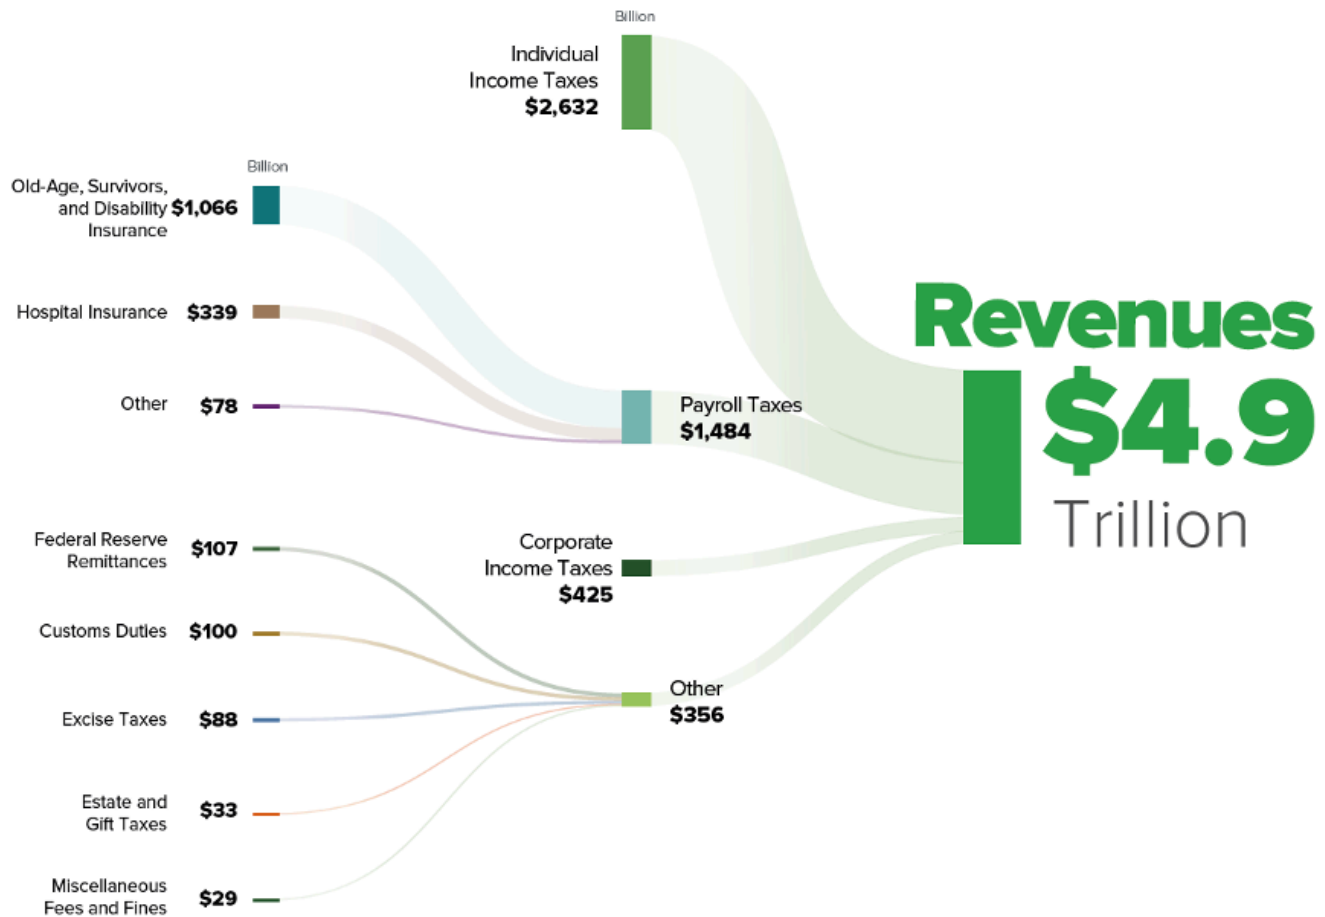 Billion
Individual
Income Taxes
$2,632
Billion
Old-Age, Survivors,
and Disability $1,066
Insurance
Hospital Insurance $339
Other $78
Payroll Taxes
$1,484
Revenues
$4.9
Trillion
Federal Reserve $107
Remittances
Corporate
Income Taxes
$425
Customs Duties $100
Other
$356
Excise Taxes $88
Estate and $33
Gift Taxes
Miscellaneous $29
Fees and Fines